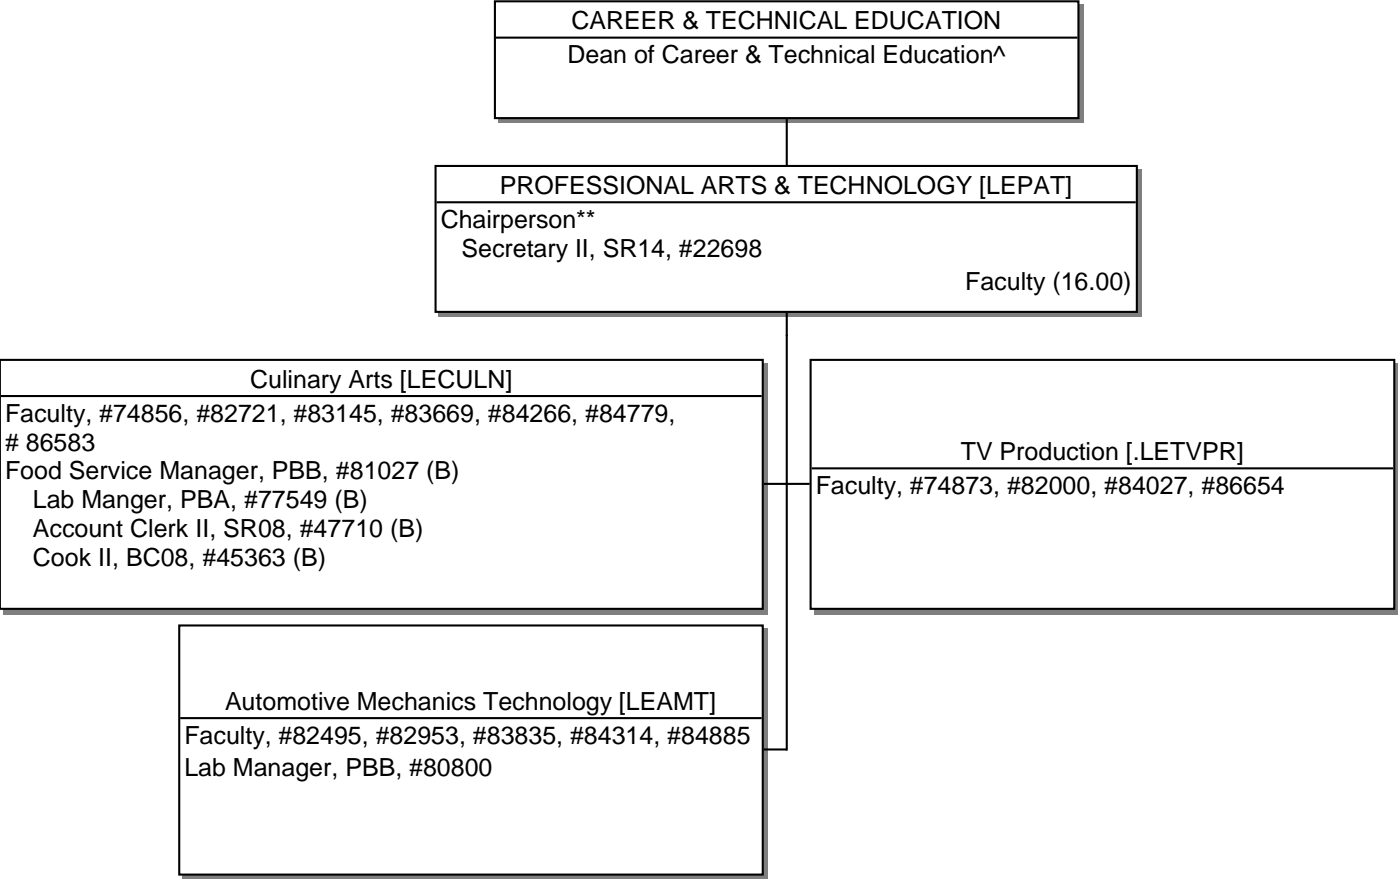 CAREER & TECHNICAL EDUCATION
Dean of Career & Technical Education^
PROFESSIONAL ARTS & TECHNOLOGY [LEPAT]
Chairperson**
Secretary II, SR14, #22698
Faculty (16.00)
Culinary Arts [LECULN]
Faculty, #74856, #82721, #83145, #83669, #84266, #84779,
# 86583
Food Service Manager, PBB, #81027 (B)
Lab Manger, PBA, #77549 (B)
Account Clerk II, SR08, #47710 (B)
Cook II, BC08, #45363 (B)
TV Production [.LETVPR]
Faculty, #74873, #82000, #84027, #86654
Automotive Mechanics Technology [LEAMT]
Faculty, #82495, #82953, #83835, #84314, #84885
Lab Manager, PBB, #80800